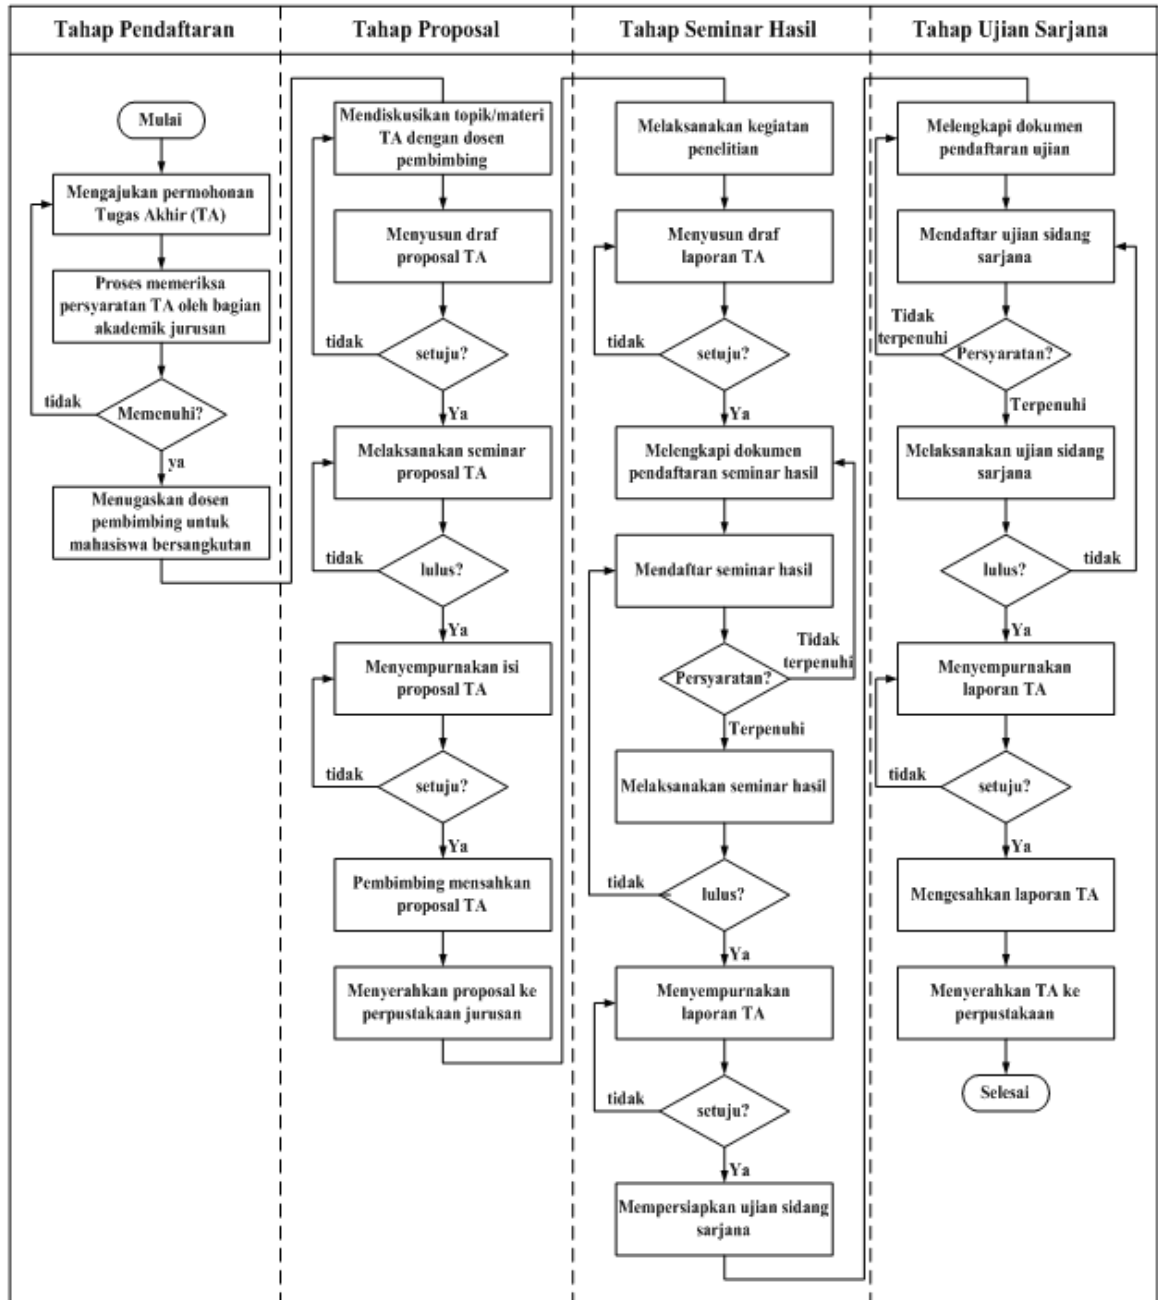 Tahap Pendaftaran
Mulai
Mengajukan permohonan
Tugas Akhir (TA)
Proses memeriksa
persyaratan TA oleh bagian
akademik jurusan
Memenuhi?
tidak
ya
Menugaskan dosen
pembimbing untuk
mahasiswa bersangkutan
Tahap Proposal
Mendiskusikan topik/materi
TA dengan dosen
pembimbing
Menyusun draf
proposal TA
setuju?
tidak
Ya
Melaksanakan seminar
proposal TA
lulus?
tidak
Ya
Menyempurnakan isi
proposal TA
setuju?
tidak
Ya
Pembimbing mensahkan
proposal TA
Menyerahkan proposal ke
perpustakaan jurusan
Tahap Seminar Hasil
Melaksanakan kegiatan
penelitian
Menyusun draf
laporan TA
setuju?
tidak
Ya
Melengkapi dokumen
pendaftaran seminar hasil
Mendaftar seminar hasil
Persyaratan?
Tidak
terpenuhi
Terpenuhi
Melaksanakan seminar hasil
lulus?
tidak
Ya
Menyempurnakan
laporan TA
setuju?
tidak
Ya
Mempersiapkan ujian sidang
sarjana
Tahap Ujian Sarjana
Melengkapi dokumen
pendaftaran ujian
Mendaftar ujian sidang
sarjana
Persyaratan?
Tidak
terpenuhi
Terpenuhi
Melaksanakan ujian sidang
sarjana
lulus?
tidak
Ya
Menyempurnakan
laporan TA
setuju?
tidak
Ya
Mengesahkan laporan TA
Menyerahkan TA ke
perpustakaan
Selesai